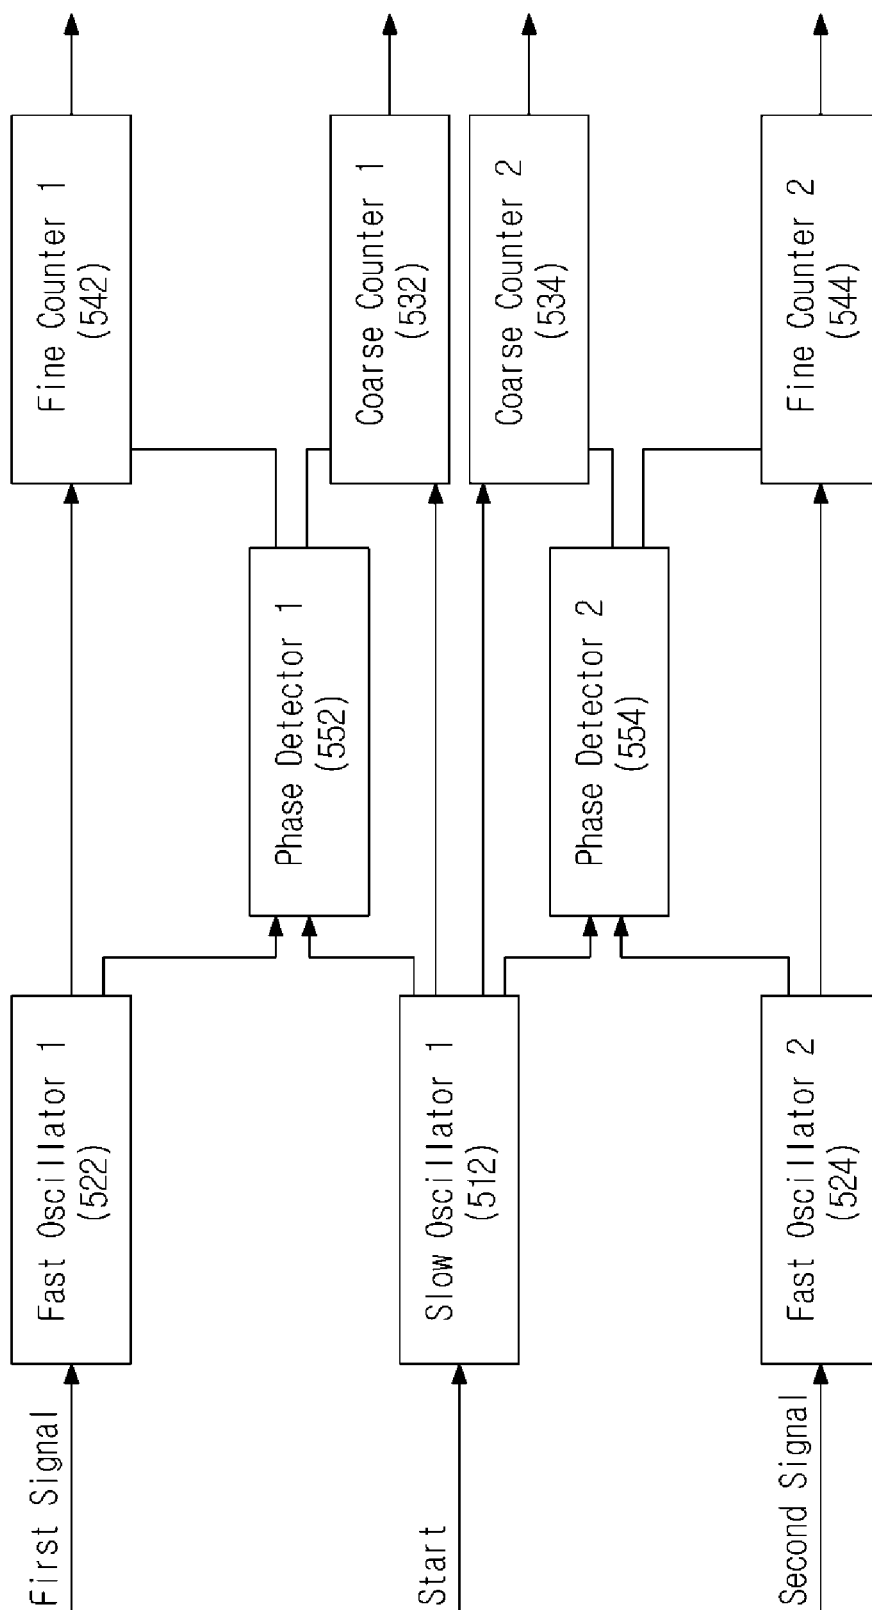 First Signal
Fast Oscillator 1
(522)
Fine Counter 1
(542)
Phase Detector 1
(552)
Coarse Counter 1
(532)
Start
Slow Oscillator 1
(512)
Coarse Counter 2
(534)
Phase Detector 2
(554)
Second Signal
Fast Oscillator 2
(524)
Fine Counter 2
(544)